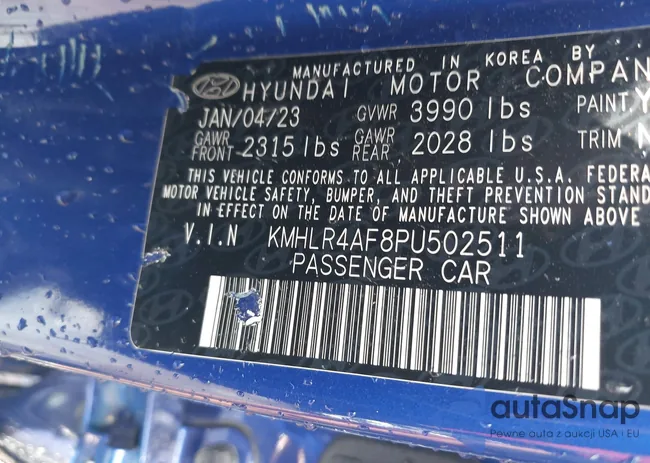 MANUFACTURED IN KOREA BY
HYUNDAI MOTOR COMPAN
JAN/04/23 GVWR 3990 lbs PAINT,Y
GAWR FRONT 2315 lbs GAWR REAR 2028 lbs TRIM N
THIS VEHICLE CONFORMS TO ALL APPLICABLE U.S.A. FEDERA
MOTOR VEHICLE SAFETY, BUMPER, AND THEFT PREVENTION STAND
IN EFFECT ON THE DATE OF MANUFACTURE SHOWN ABOVE
V.I.N KMHLR4AF8PU502511
PASSENGER CAR
autoSnap
Pewne auta z aukcji USA i EU